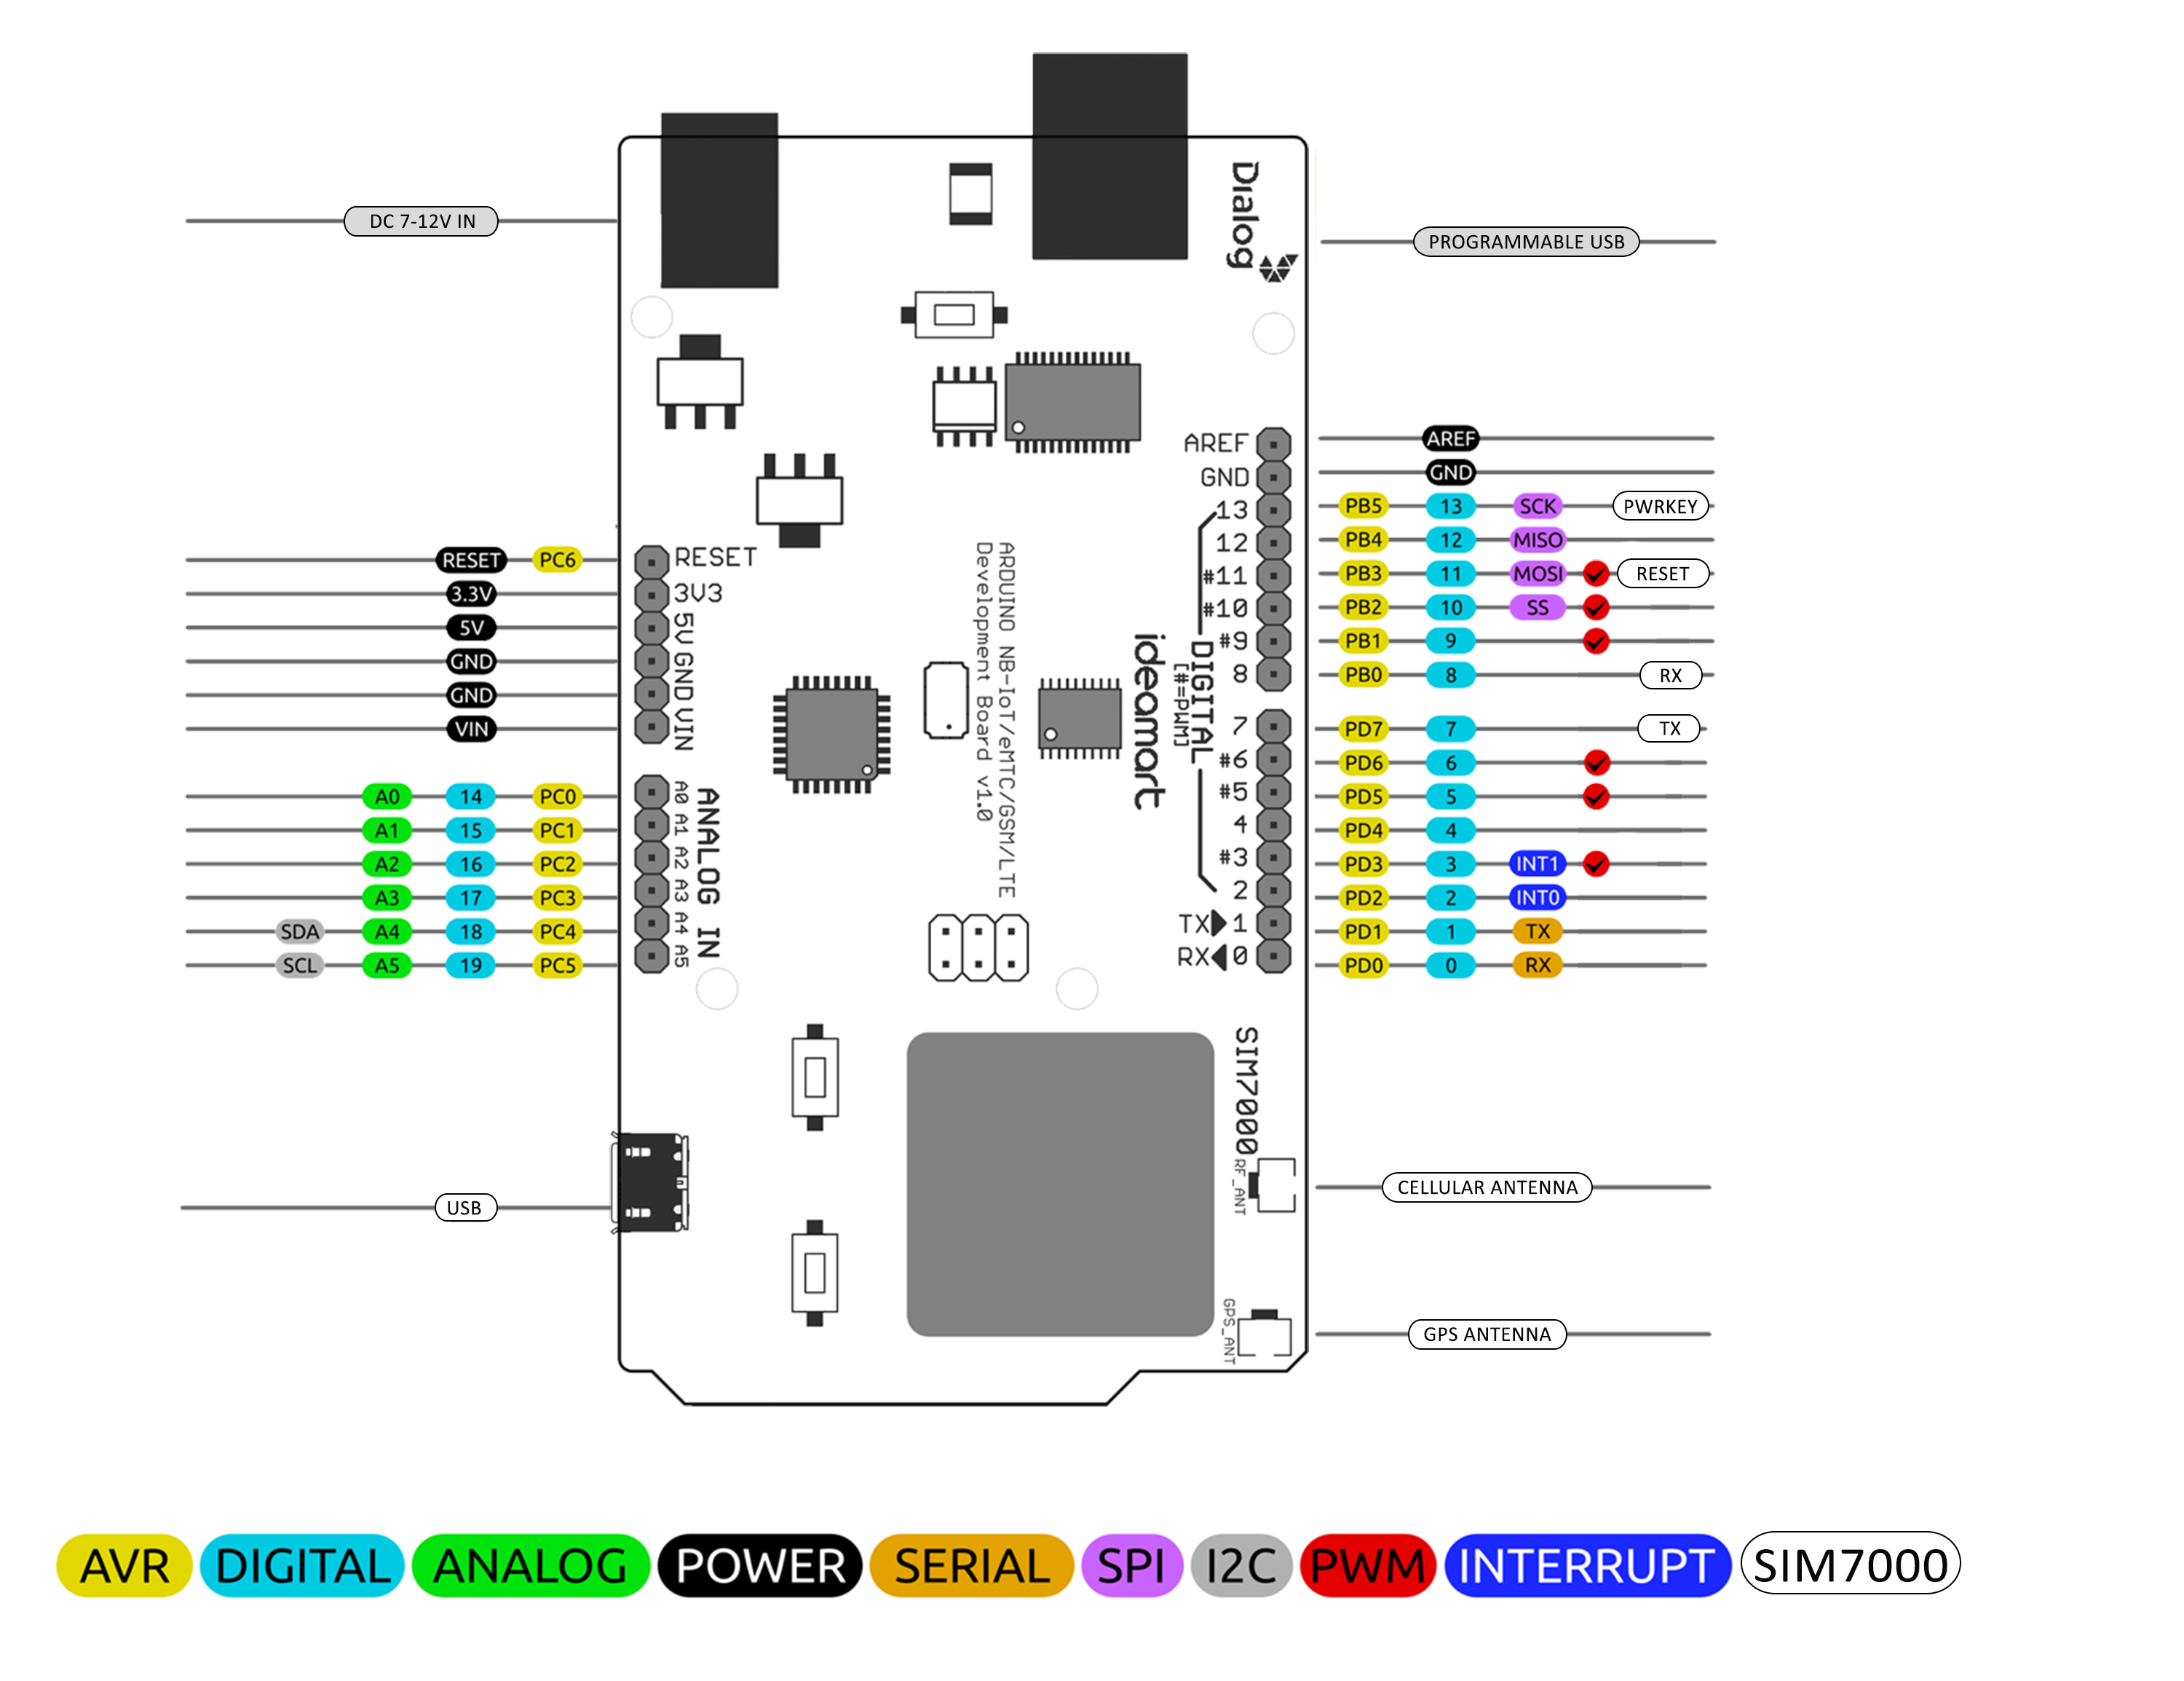 DC 7-12V IN
PROGRAMMABLE USB
Dialog
AREF
GND
13
12
#11
#10
#9
8
7
#6
#5
4
#3
2
TX 1
RX 0
DIGITAL
[#=PWM]
ideamart
ARDUINO NB-IoT/eMTC/GSM/LTE
Development Board v1.0
RESET
3V3
5V
GND
VIN
A0 A1 A2 A3 A4 A5
ANALOG IN
SIM7000
RF_ANT
GPS_ANT
RESET PC6
3.3V
5V
GND
GND
VIN
A0 14 PC0
A1 15 PC1
A2 16 PC2
A3 17 PC3
SDA A4 18 PC4
SCL A5 19 PC5
USB
AREF
GND
PB5 13 SCK PWRKEY
PB4 12 MISO
PB3 11 MOSI RESET
PB2 10 SS
PB1 9
PB0 8 RX
PD7 7 TX
PD6 6
PD5 5
PD4 4
PD3 3 INT1
PD2 2 INT0
PD1 1 TX
PD0 0 RX
CELLULAR ANTENNA
GPS ANTENNA
AVR DIGITAL ANALOG POWER SERIAL SPI I2C PWM INTERRUPT SIM7000